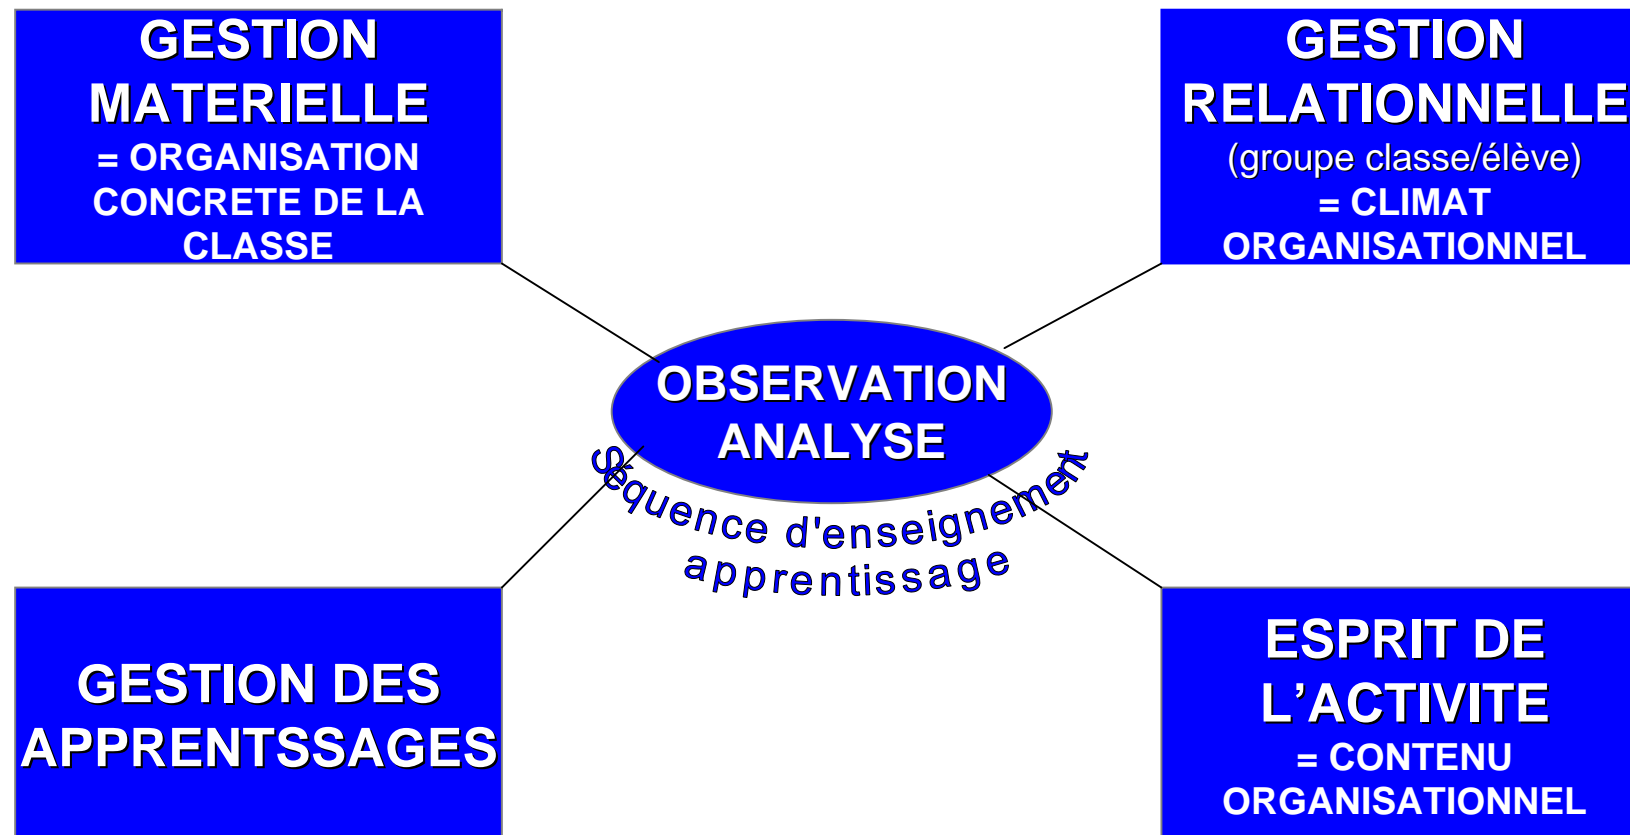 GESTION
MATERIELLE
= ORGANISATION
CONCRETE DE LA
CLASSE
GESTION
RELATIONNELLE
(groupe classe/élève)
= CLIMAT
ORGANISATIONNEL
OBSERVATION
ANALYSE
Séquence d'enseignement
apprentissage
GESTION DES
APPRENTSSAGES
ESPRIT DE
L’ACTIVITE
= CONTENU
ORGANISATIONNEL